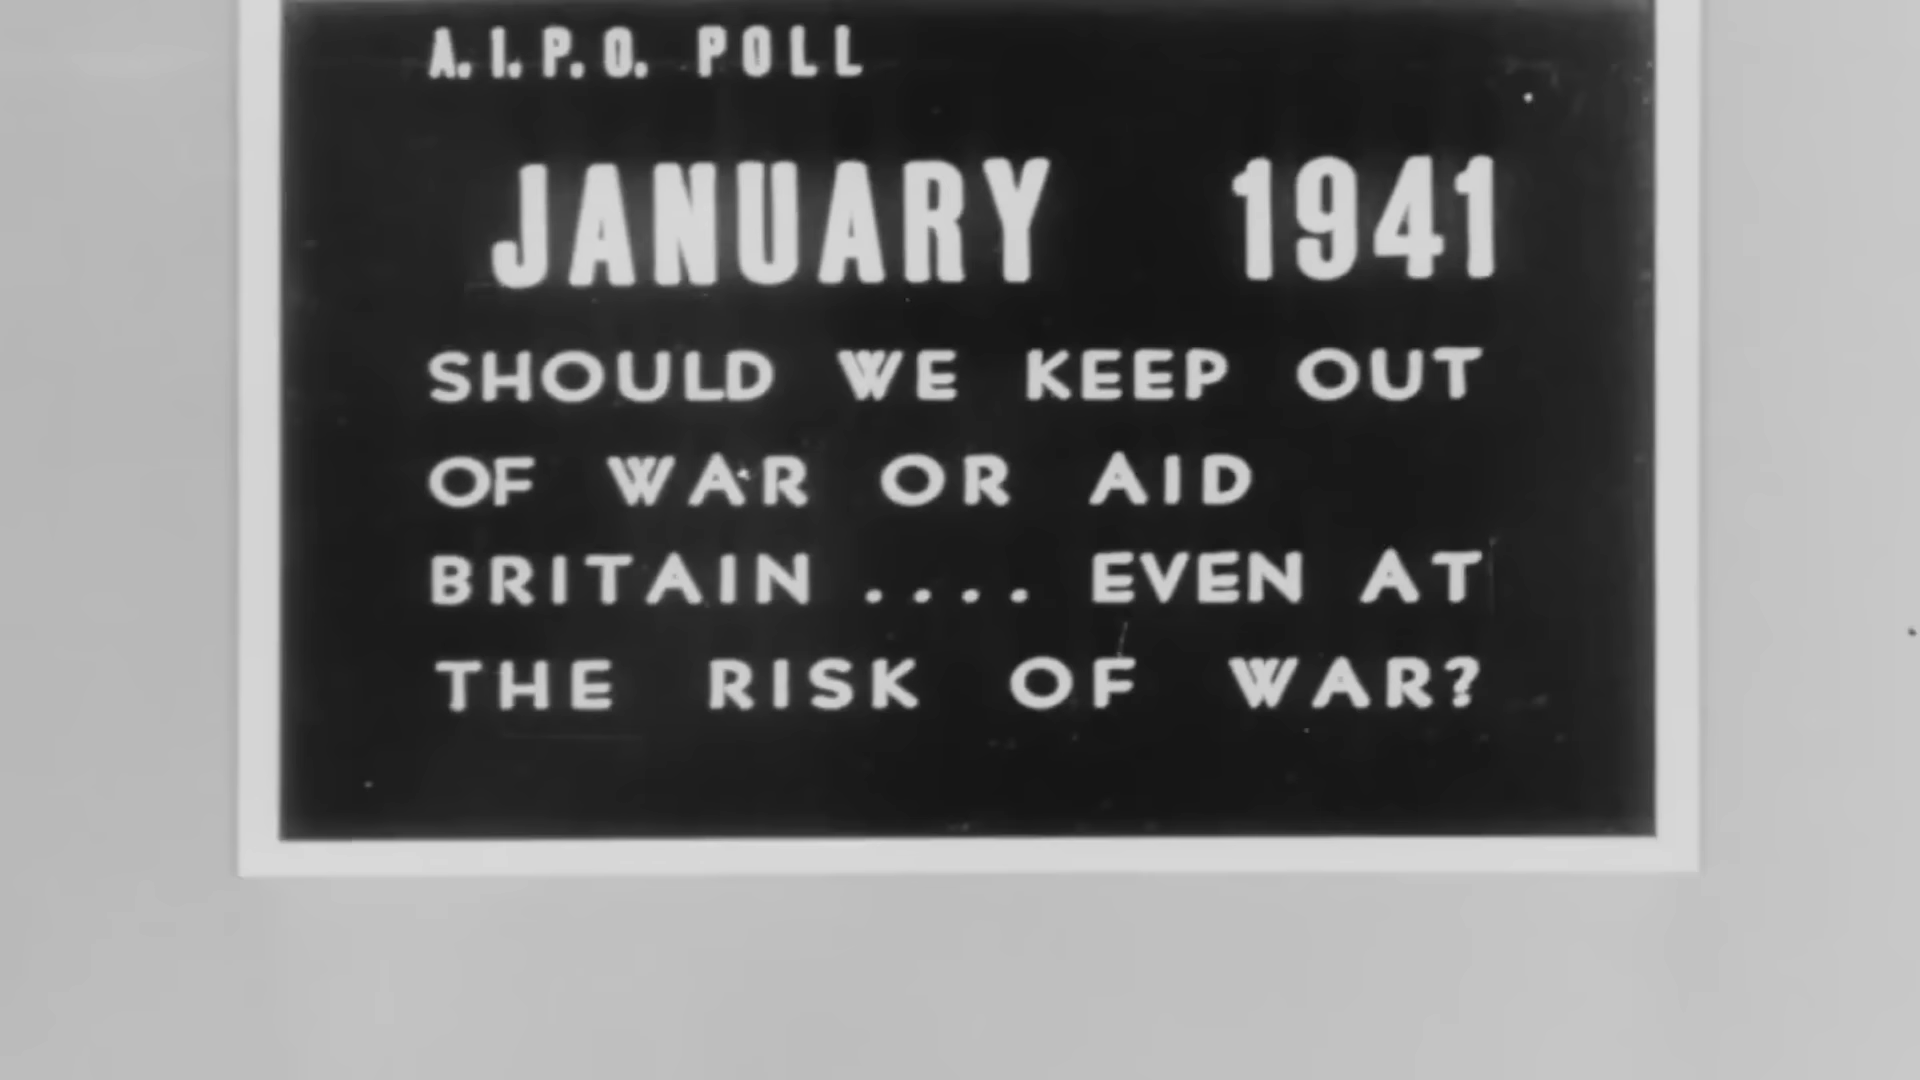 A.I.P.O. POLL
JANUARY 1941
SHOULD WE KEEP OUT
OF WAR OR AID
BRITAIN .... EVEN AT
THE RISK OF WAR?